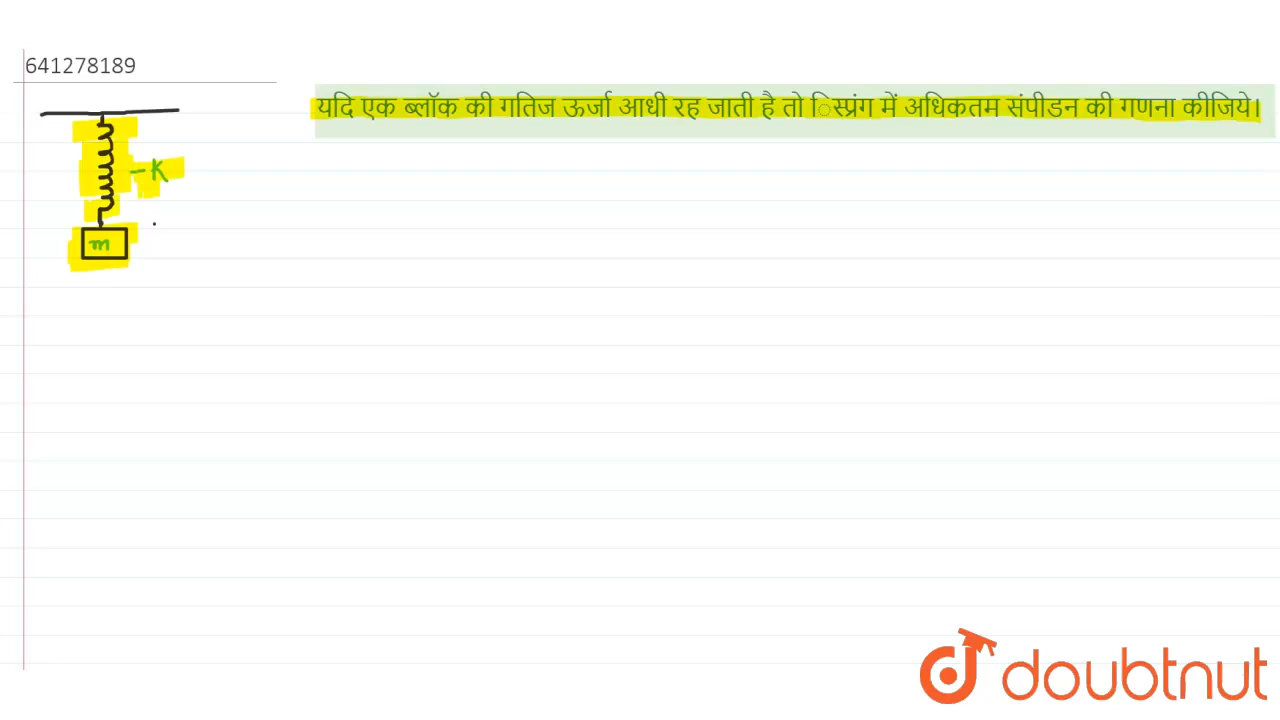 641278189
यदि एक ब्लॉक की गतिज ऊर्जा आधी रह जाती है तो िस्प्रंग में अधिकतम संपीडन की गणना कीजिये।
- K
m
doubtnut